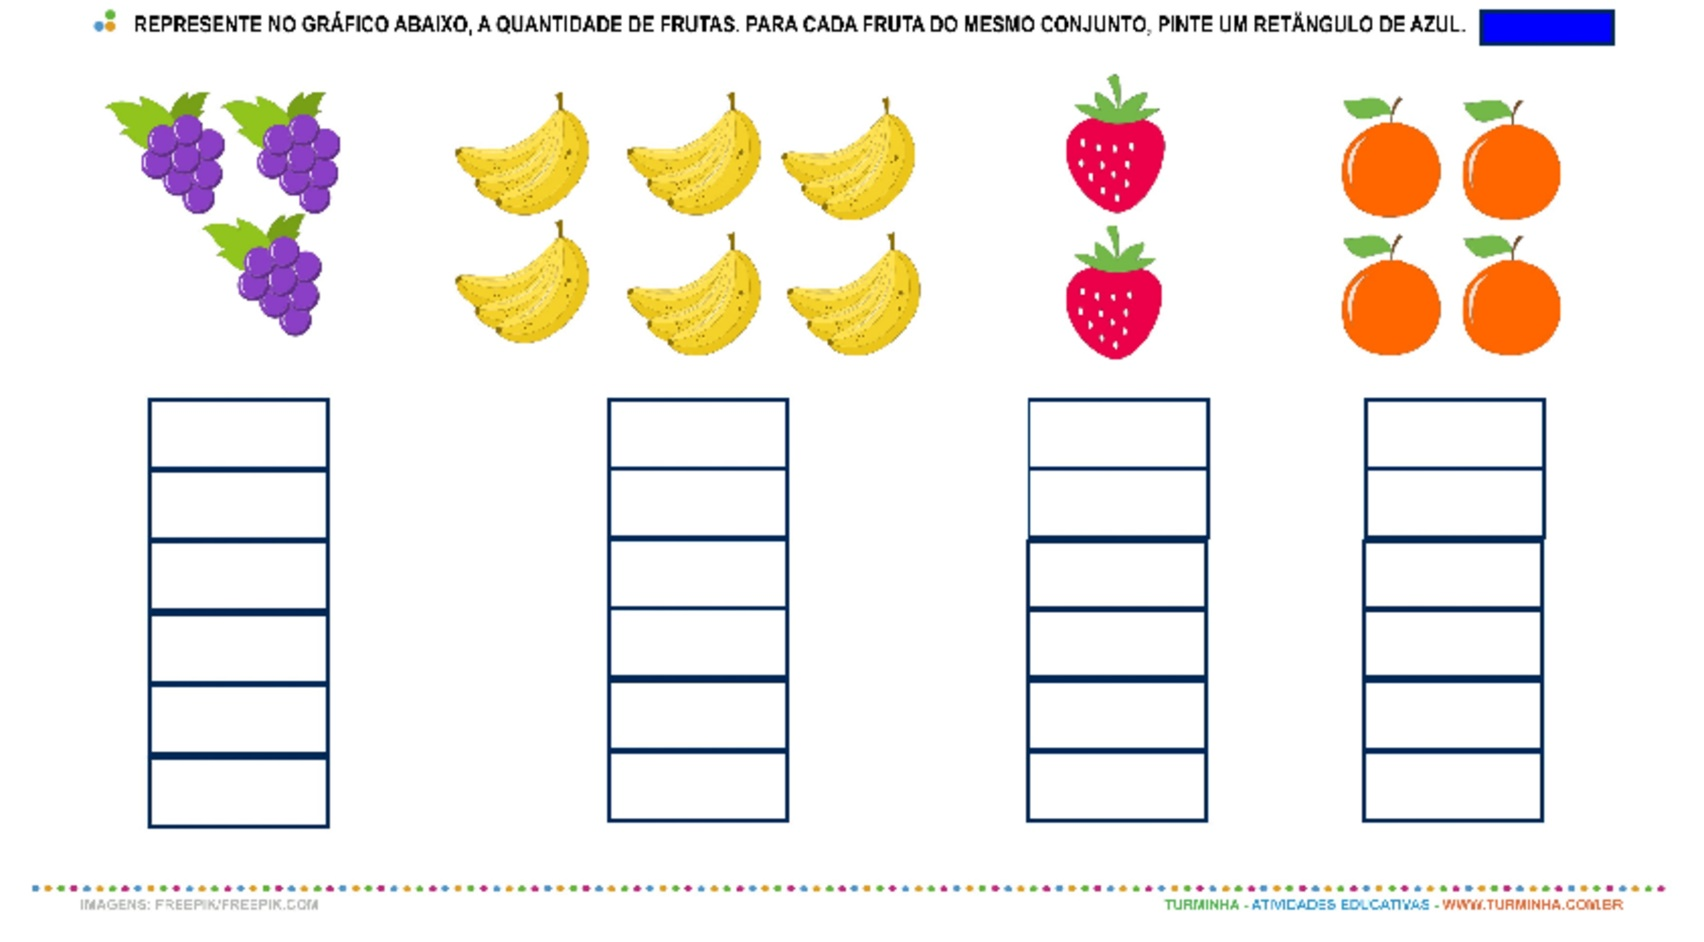 REPRESENTE NO GRÁFICO ABAIXO, A QUANTIDADE DE FRUTAS. PARA CADA FRUTA DO MESMO CONJUNTO, PINTE UM RETÂNGULO DE AZUL.
IMAGENS: FREEPIK/FREEPIK.COM
TURMINHA - ATIVIDADES EDUCATIVAS - WWW.TURMINHA.COM.BR